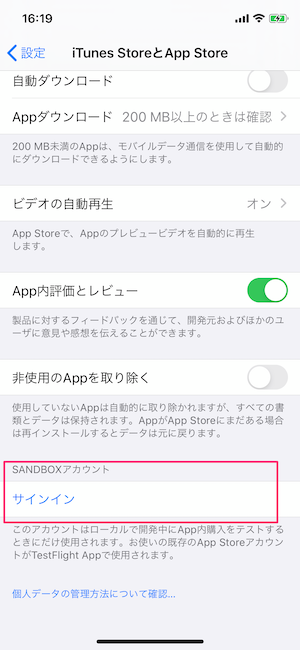 16:19
設定
iTunes StoreとApp Store
自動ダウンロード
Appダウンロード 200 MB以上のときは確認
200 MB未満のAppは、モバイルデータ通信を使用して自動的
にダウンロードできるようにします。
ビデオの自動再生 オン
App Storeで、Appのプレビュービデオを自動的に再生
します。
App内評価とレビュー
製品に対するフィードバックを通じて、開発元およびほかのユ
ーザに意見や感想を伝えることができます。
非使用のAppを取り除く
使用していないAppは自動的に取り除かれますが、すべての書
類とデータは保持されます。AppがApp Storeにまだある場合
は再インストールするとデータは元に戻ります。
SANDBOXアカウント
サインイン
このアカウントはローカルで開発中にApp内購入をテストする
ときにだけ使用されます。お使いの既存のApp Storeアカウン
トがTestFlight Appで使用されます。
個人データの管理方法について確認...